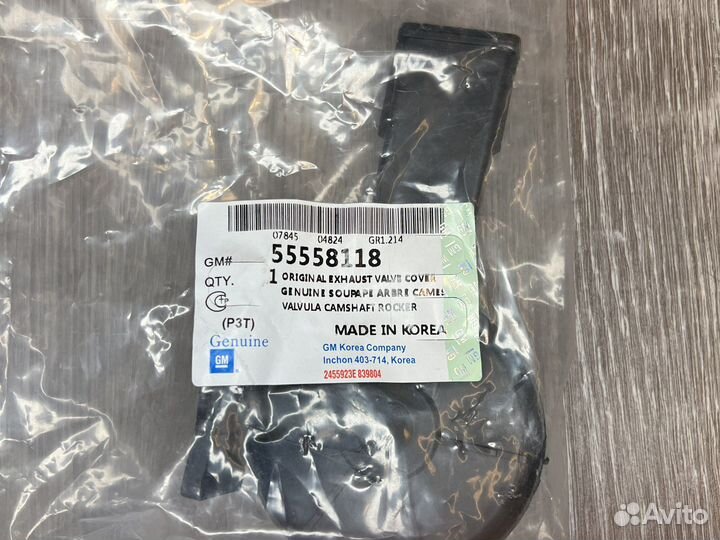 07845 04824 GR1.214
GM# 55558118
QTY. 1 ORIGINAL EXHAUST VALVE COVER
GENUINE SOUPAPE ARBRE CAMES
VALVULA CAMSHAFT ROCKER
(P3T) MADE IN KOREA
Genuine GM Korea Company
GM Inchon 403-714, Korea
2455923E 839804
Avito